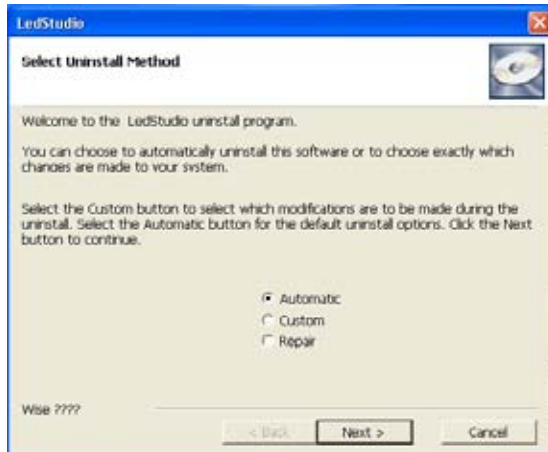 LedStudio
Select Uninstall Method
Welcome to the LedStudio uninstall program.
You can choose to automatically uninstall this software or to choose exactly which
changes are made to your system.
Select the Custom button to select which modifications are to be made during the
uninstall. Select the Automatic button for the default uninstall options. Click the Next
button to continue.
Automatic
Custom
Repair
Wise ????
< Back
Next >
Cancel